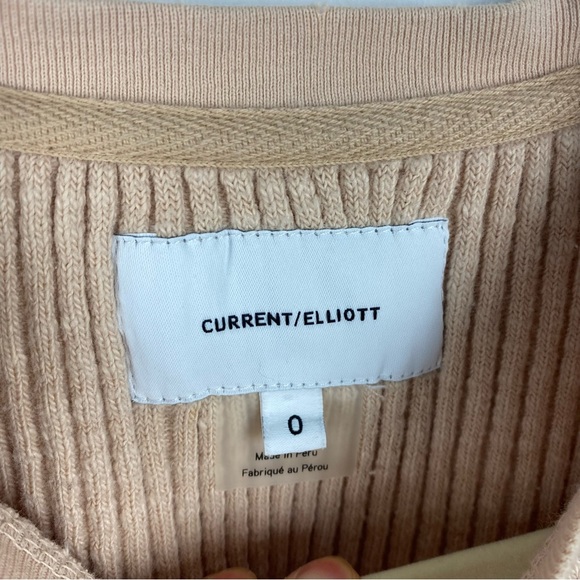 CURRENT/ELLIOTT
0
Made in Peru
Fabriqué au Pérou